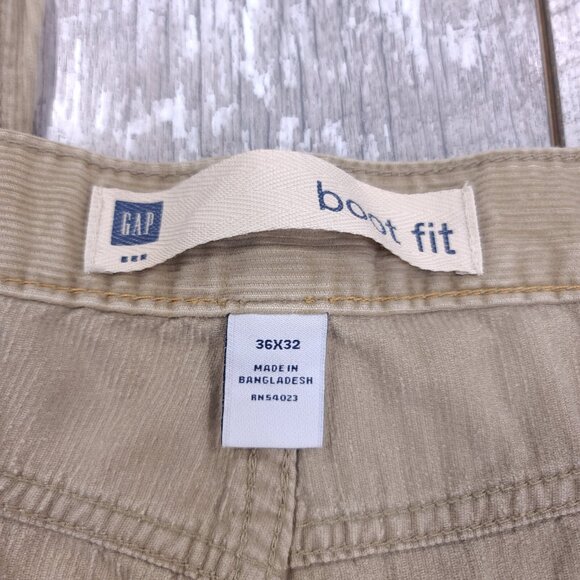 GAP
boot fit
36X32
MADE IN
BANGLADESH
RN54023